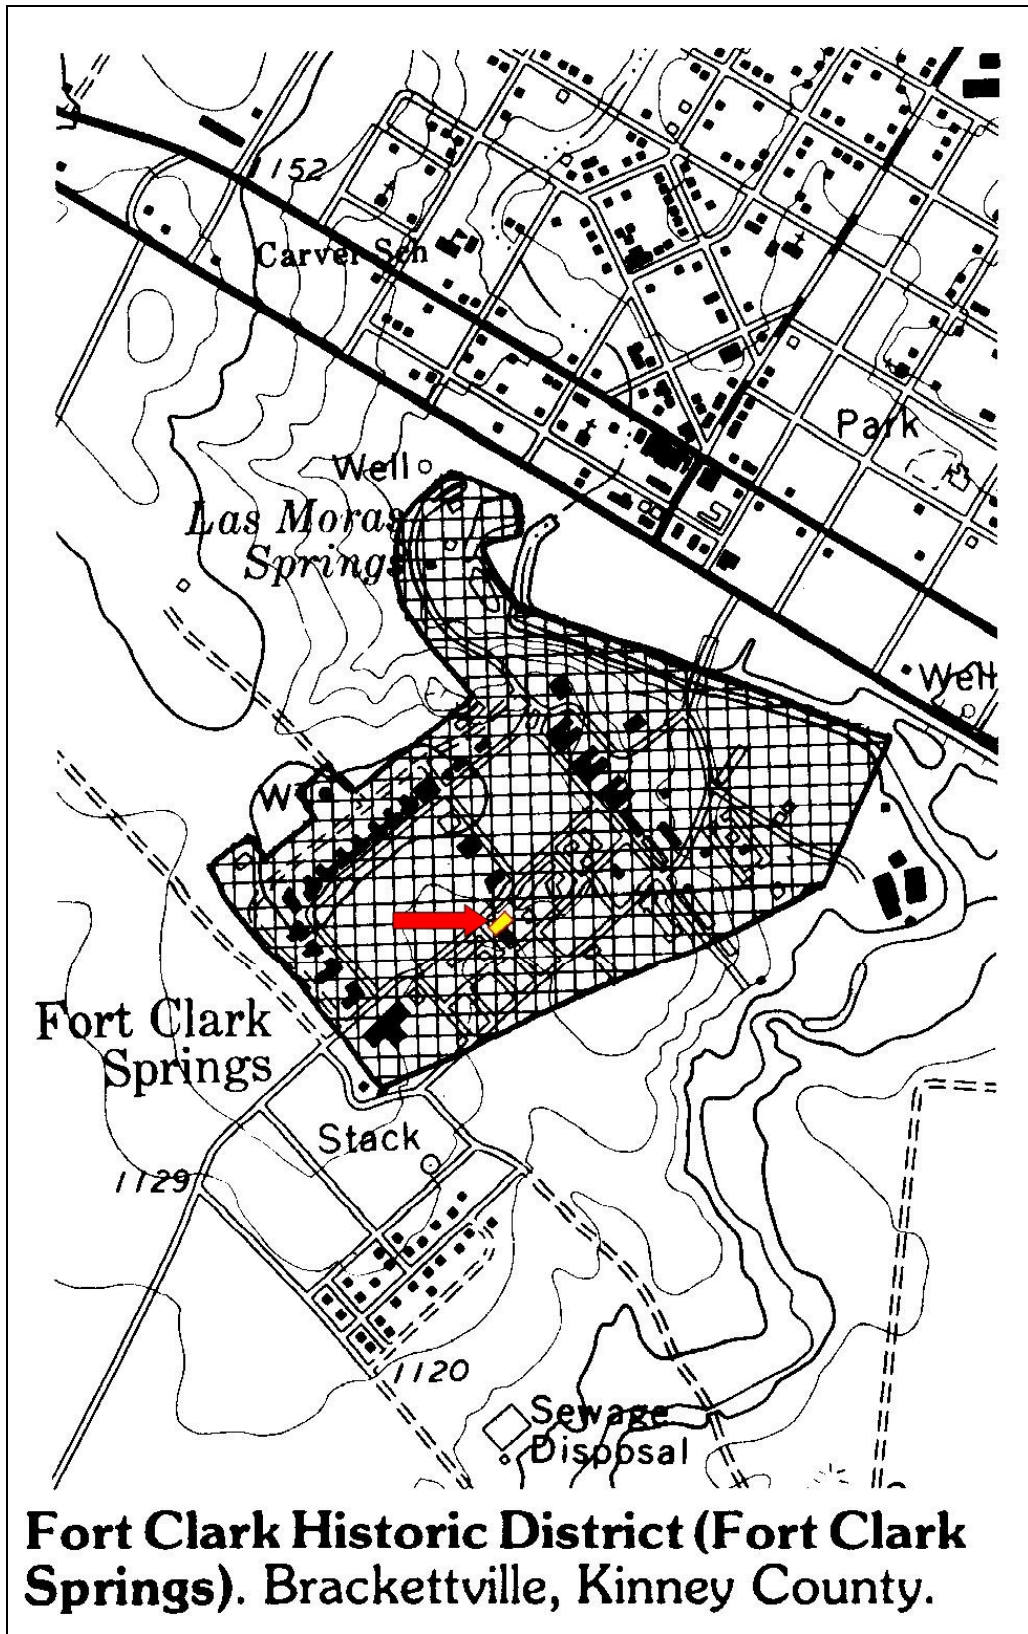 1152
Carver Sch
Park
Well
Las Moras
Springs
Well
W
Fort Clark
Springs
Stack
1129
1120
Sewage
Disposal
Fort Clark Historic District (Fort Clark
Springs). Brackettville, Kinney County.